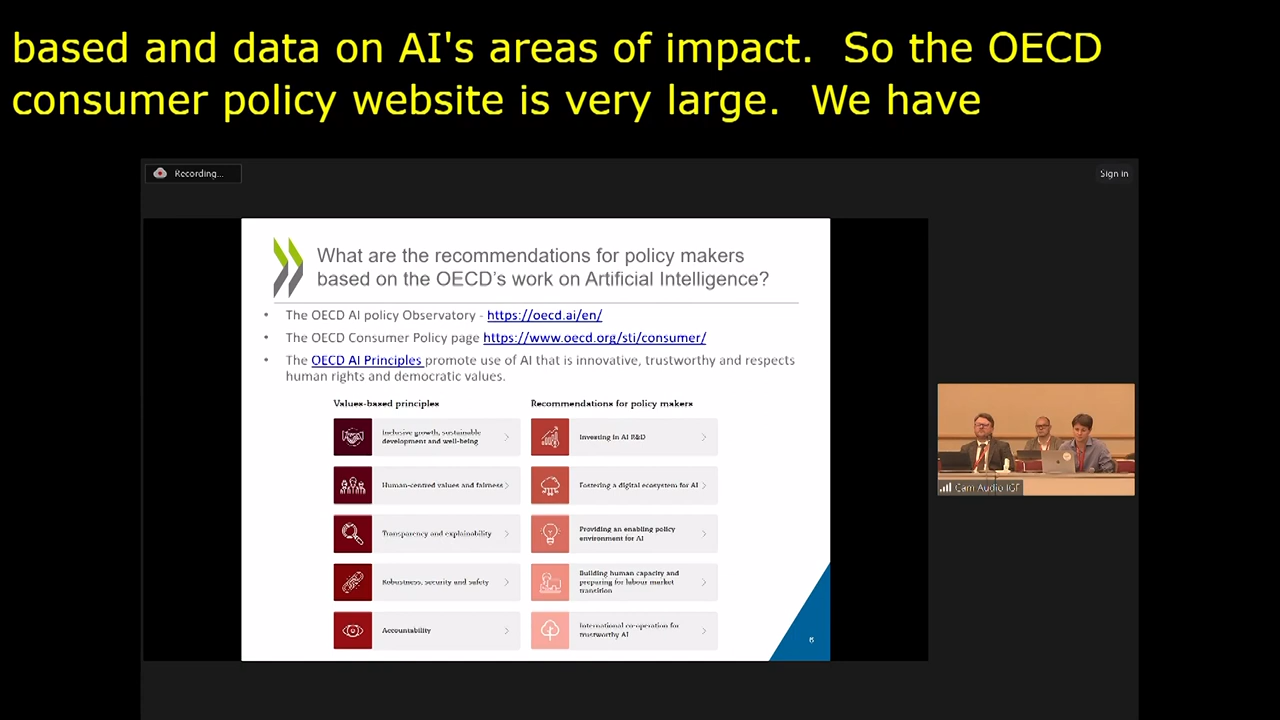 based and data on AI's areas of impact.  So the OECD
consumer policy website is very large.  We have
Recording...
Sign in
What are the recommendations for policy makers
based on the OECD's work on Artificial Intelligence?
• The OECD AI policy Observatory - https://oecd.ai/en/
• The OECD Consumer Policy page https://www.oecd.org/sti/consumer/
• The OECD AI Principles promote use of AI that is innovative, trustworthy and respects
human rights and democratic values.
Values-based principles
Inclusive growth, sustainable
development and well-being
Human-centred values and fairness
Transparency and explainability
Robustness, security and safety
Accountability
Recommendations for policy makers
Investing in AI R&D
Fostering a digital ecosystem for AI
Providing an enabling policy
environment for AI
Building human capacity and
preparing for labour market
transition
International co-operation for
trustworthy AI
6
Cam Audio IGF